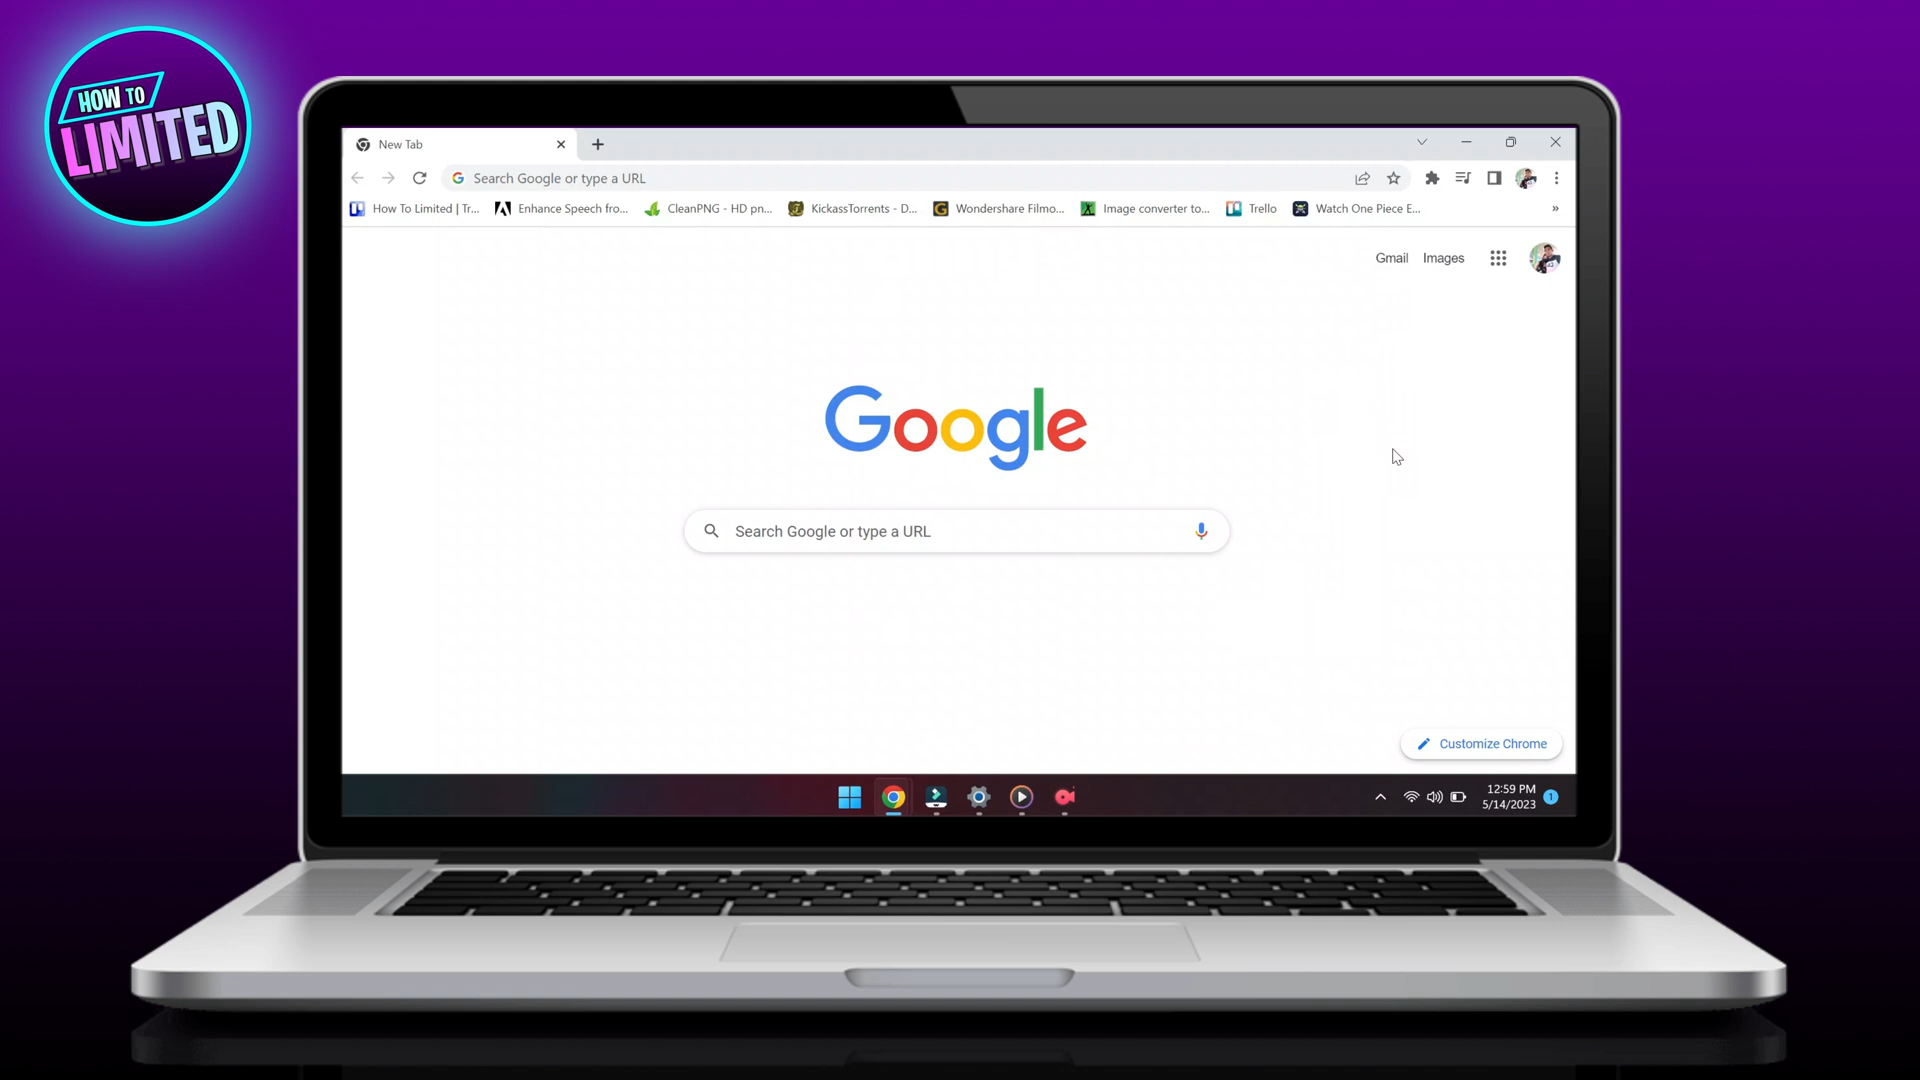 HOW TO
LIMITED
New Tab
Search Google or type a URL
How To Limited | Tr...
Enhance Speech fro...
CleanPNG - HD pn...
KickassTorrents - D...
Wondershare Filmo...
Image converter to...
Trello
Watch One Piece E...
»
Gmail
Images
Google
Search Google or type a URL
Customize Chrome
12:59 PM
5/14/2023
1